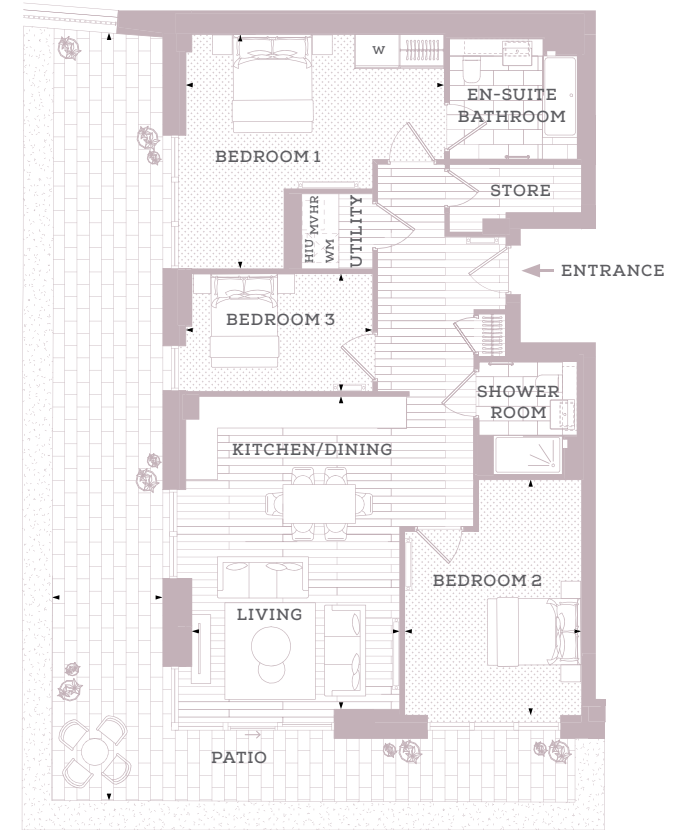 W
EN-SUITE
BATHROOM
BEDROOM 1
STORE
HIU MVHR
WM
UTILITY
ENTRANCE
BEDROOM 3
SHOWER
ROOM
KITCHEN/DINING
BEDROOM 2
LIVING
PATIO